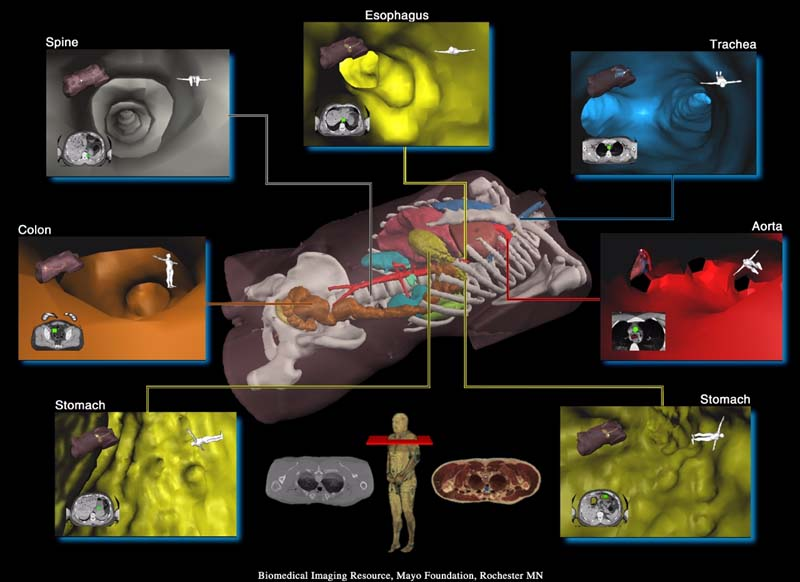 Esophagus
Spine
Trachea
Colon
Aorta
Stomach
Stomach
Biomedical Imaging Resource, Mayo Foundation, Rochester MN